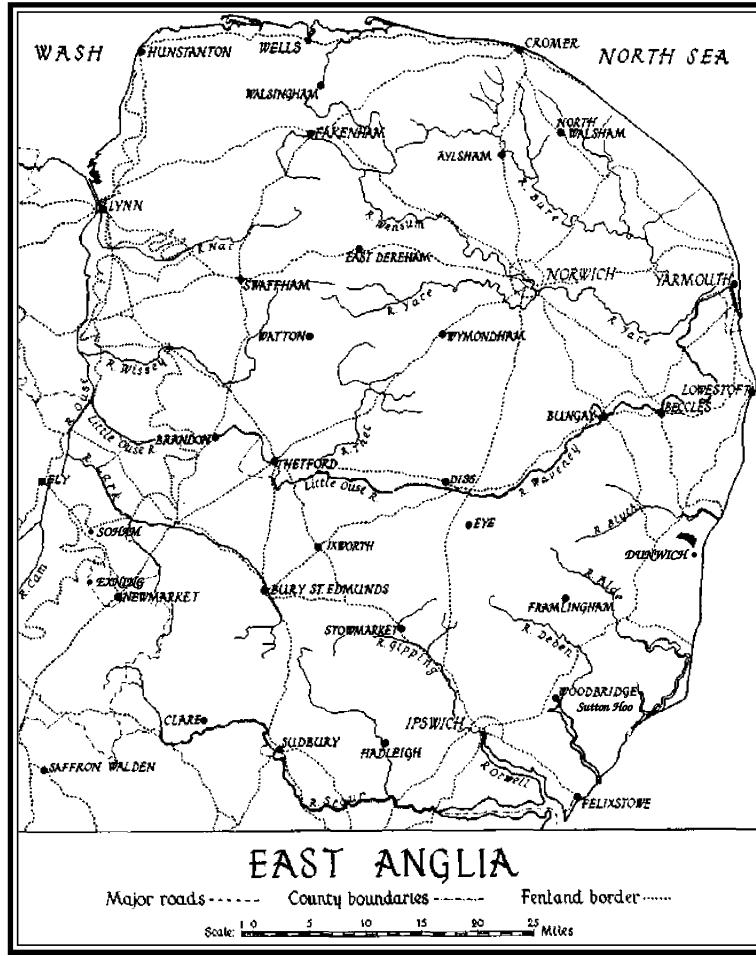 WASH
HUNSTANTON
WELLS
CROMER
NORTH SEA
WALSINGHAM
FAKENHAM
NORTH
WALSHAM
AYLSHAM
LYNN
R. Bure
R. Wensum
R. Nar
EAST DEREHAM
NORWICH
SWAFFHAM
YARMOUTH
R. Yare
R. Yare
WATTON
WYMONDHAM
R. Wissey
R. Ouse
LOWESTOFT
BUNGAY
BECCLES
Little Ouse R.
BRANDON
R. Thet
THETFORD
R. Waveney
ELY
R. Lark
Little Ouse R.
DISS
EYE
R. Blyth
SOHAM
IXWORTH
DUNWICH
R. Cam
EXNING
NEWMARKET
BURY ST. EDMUNDS
R. Alde
FRAMLINGHAM
STOWMARKET
R. Gipping
R. Deben
WOODBRIDGE
Sutton Hoo
CLARE
IPSWICH
SUDBURY
HADLEIGH
SAFFRON WALDEN
R. Orwell
R. Stour
FELIXSTOWE
EAST ANGLIA
Major roads County boundaries Fenland border
Scale: 1 0 5 12 15 20 25 Miles